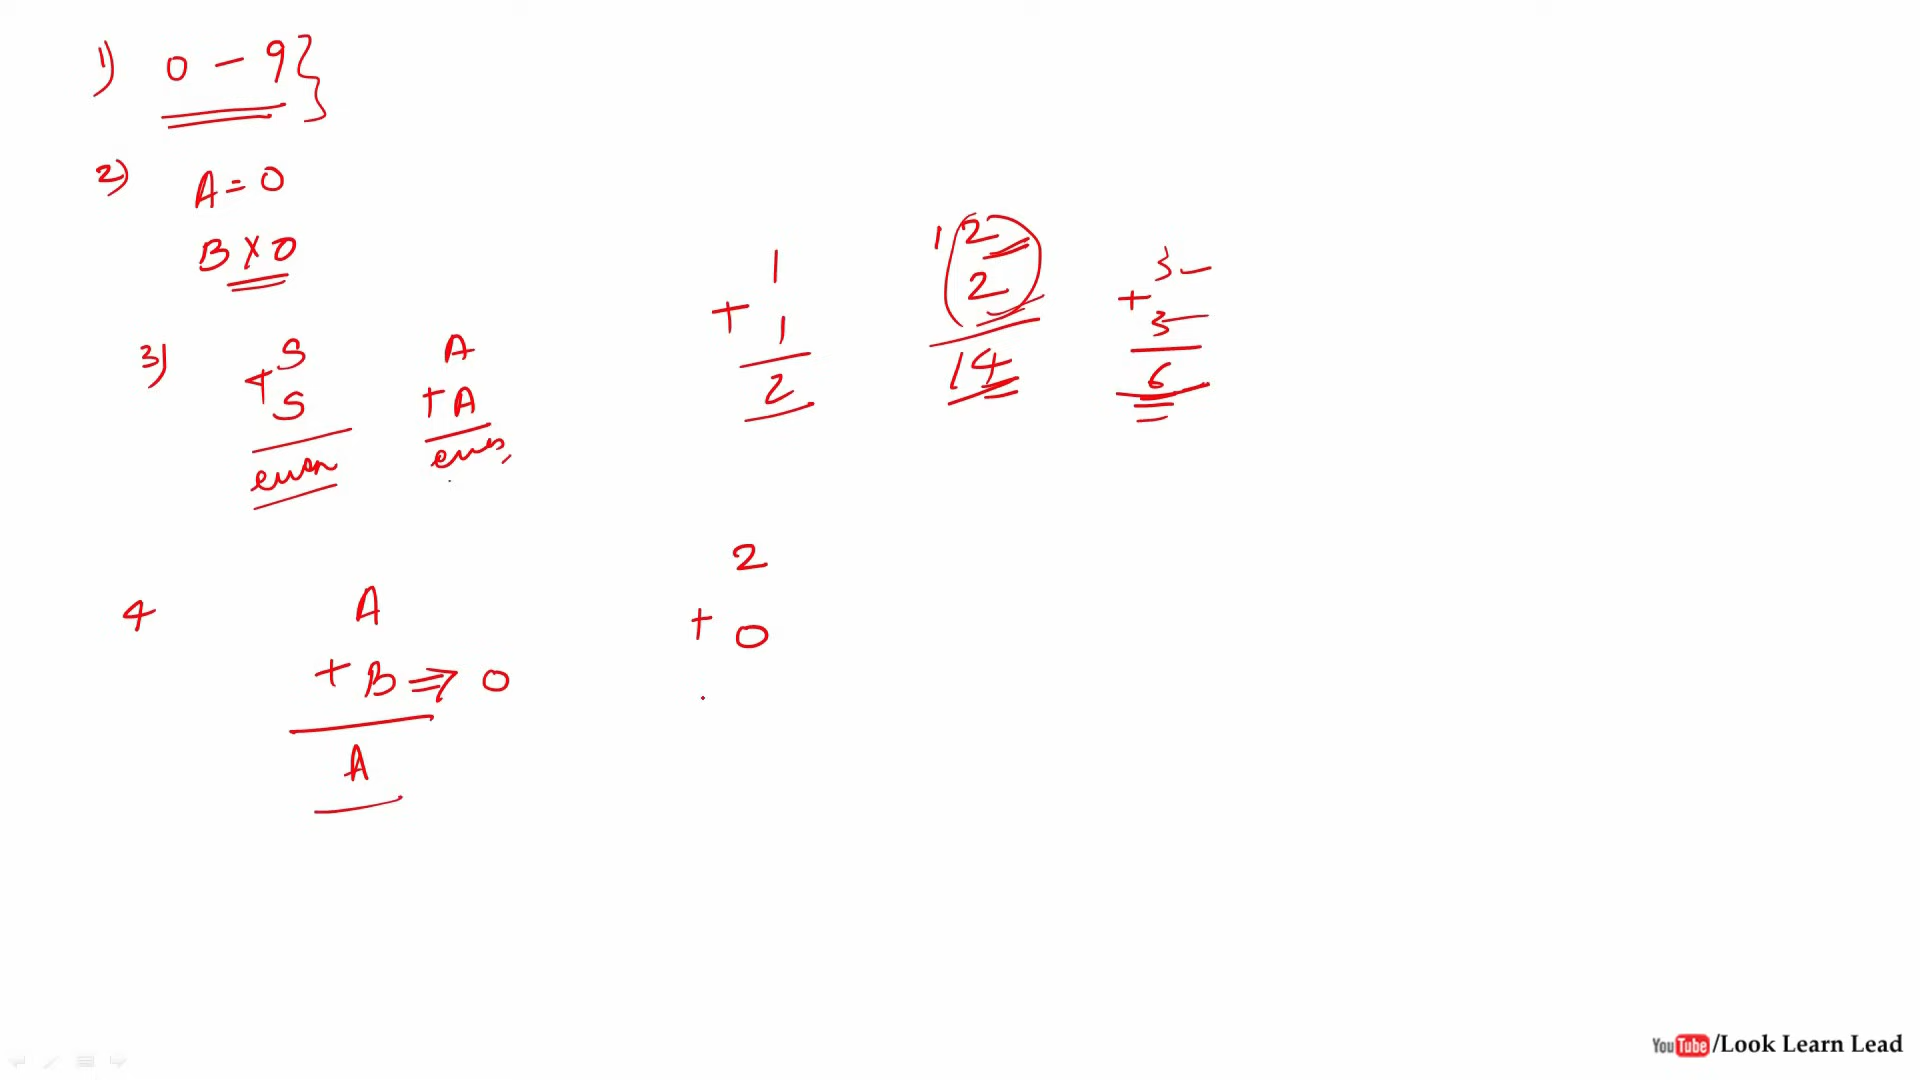 1) 0 - 9 }
2) A = 0
B X 0
3) S
+ S
even
A
+ A
even,
1
+ 1
2
1 2
2
14
3
+ 3
6
4 A
+ B ⇒ 0
A
2
+ 0
YouTube/Look Learn Lead